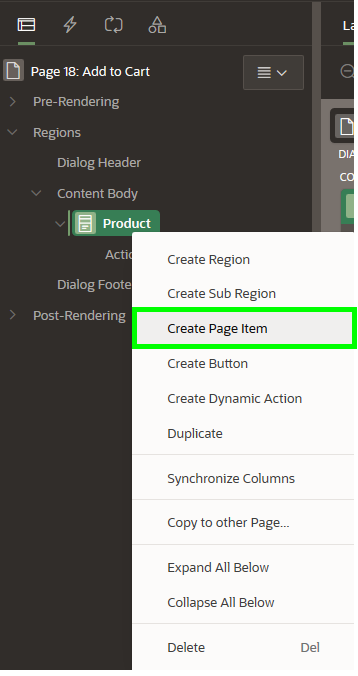 La
Page 18: Add to Cart
Pre-Rendering
Regions
Dialog Header
DIA
Content Body
CO
Product
Actio
Dialog Foote
Post-Rendering
Create Region
Create Sub Region
Create Page Item
Create Button
Create Dynamic Action
Duplicate
Synchronize Columns
Copy to other Page...
Expand All Below
Collapse All Below
Delete Del